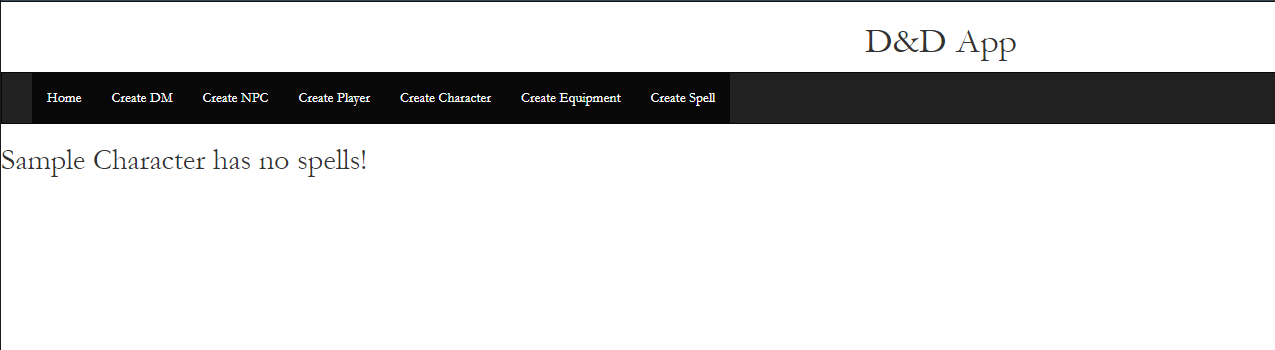 D&D App
Home Create DM Create NPC Create Player Create Character Create Equipment Create Spell
Sample Character has no spells!